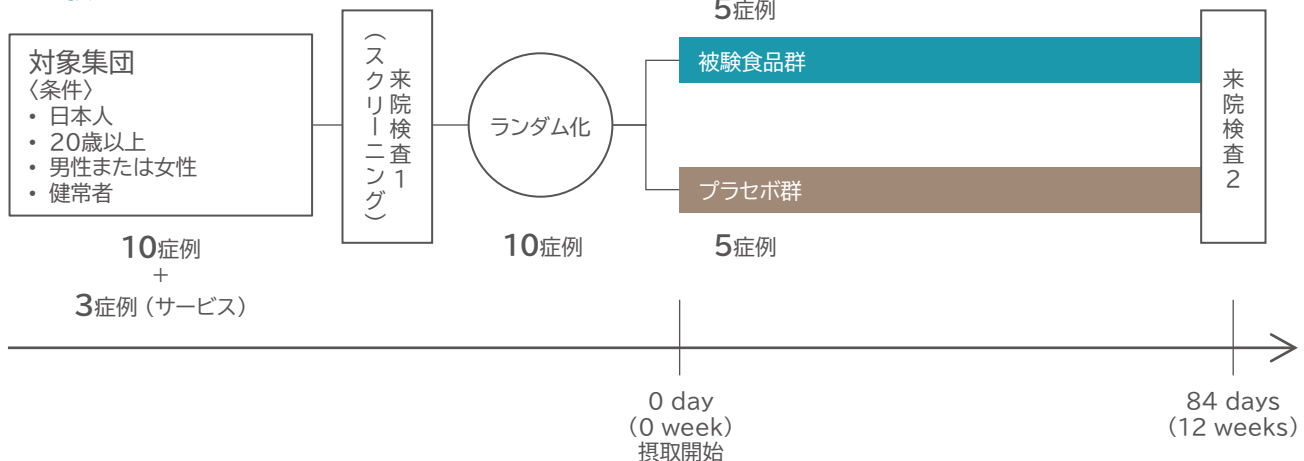 対象集団
〈条件〉
• 日本人
• 20歳以上
• 男性または女性
• 健常者
10症例
+
3症例（サービス）
来院検査1
（スクリーニング）
ランダム化
10症例
5症例
被験食品群
プラセボ群
5症例
来院検査2
0 day
(0 week)
摂取開始
84 days
(12 weeks)